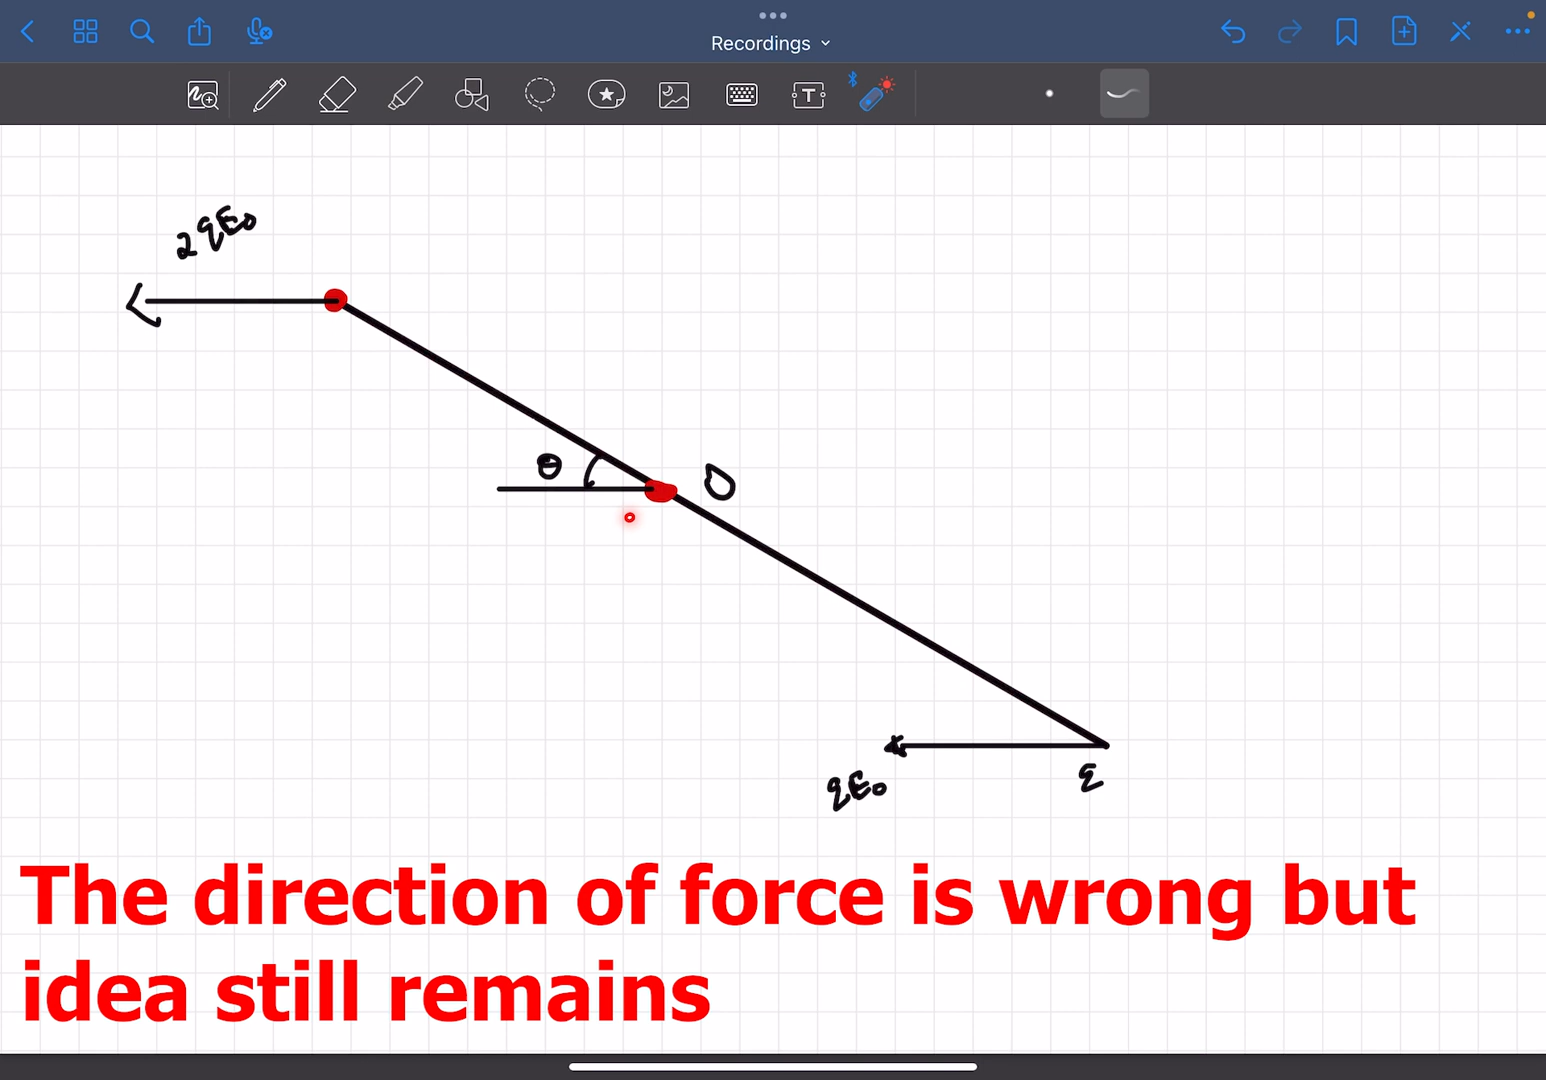 Recordings
T
2qE₀
θ
O
qE₀
q
The direction of force is wrong but
idea still remains